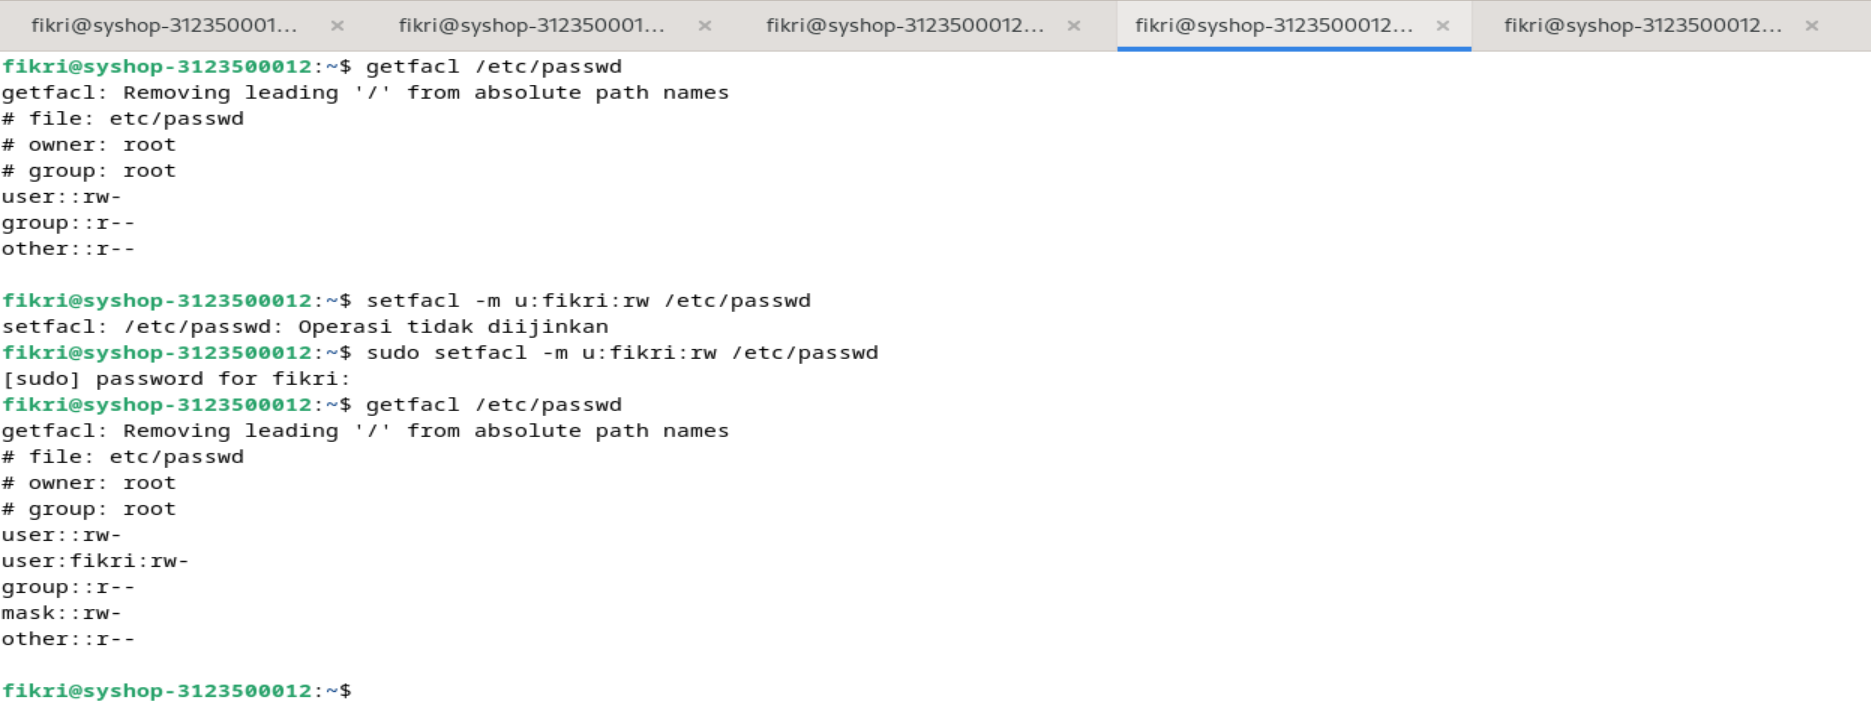 fikri@syshop-312350001... × fikri@syshop-312350001... × fikri@syshop-3123500012... × fikri@syshop-3123500012... × fikri@syshop-3123500012... ×
fikri@syshop-3123500012:~$ getfacl /etc/passwd
getfacl: Removing leading '/' from absolute path names
# file: etc/passwd
# owner: root
# group: root
user::rw-
group::r--
other::r--

fikri@syshop-3123500012:~$ setfacl -m u:fikri:rw /etc/passwd
setfacl: /etc/passwd: Operasi tidak diijinkan
fikri@syshop-3123500012:~$ sudo setfacl -m u:fikri:rw /etc/passwd
[sudo] password for fikri:
fikri@syshop-3123500012:~$ getfacl /etc/passwd
getfacl: Removing leading '/' from absolute path names
# file: etc/passwd
# owner: root
# group: root
user::rw-
user:fikri:rw-
group::r--
mask::rw-
other::r--

fikri@syshop-3123500012:~$